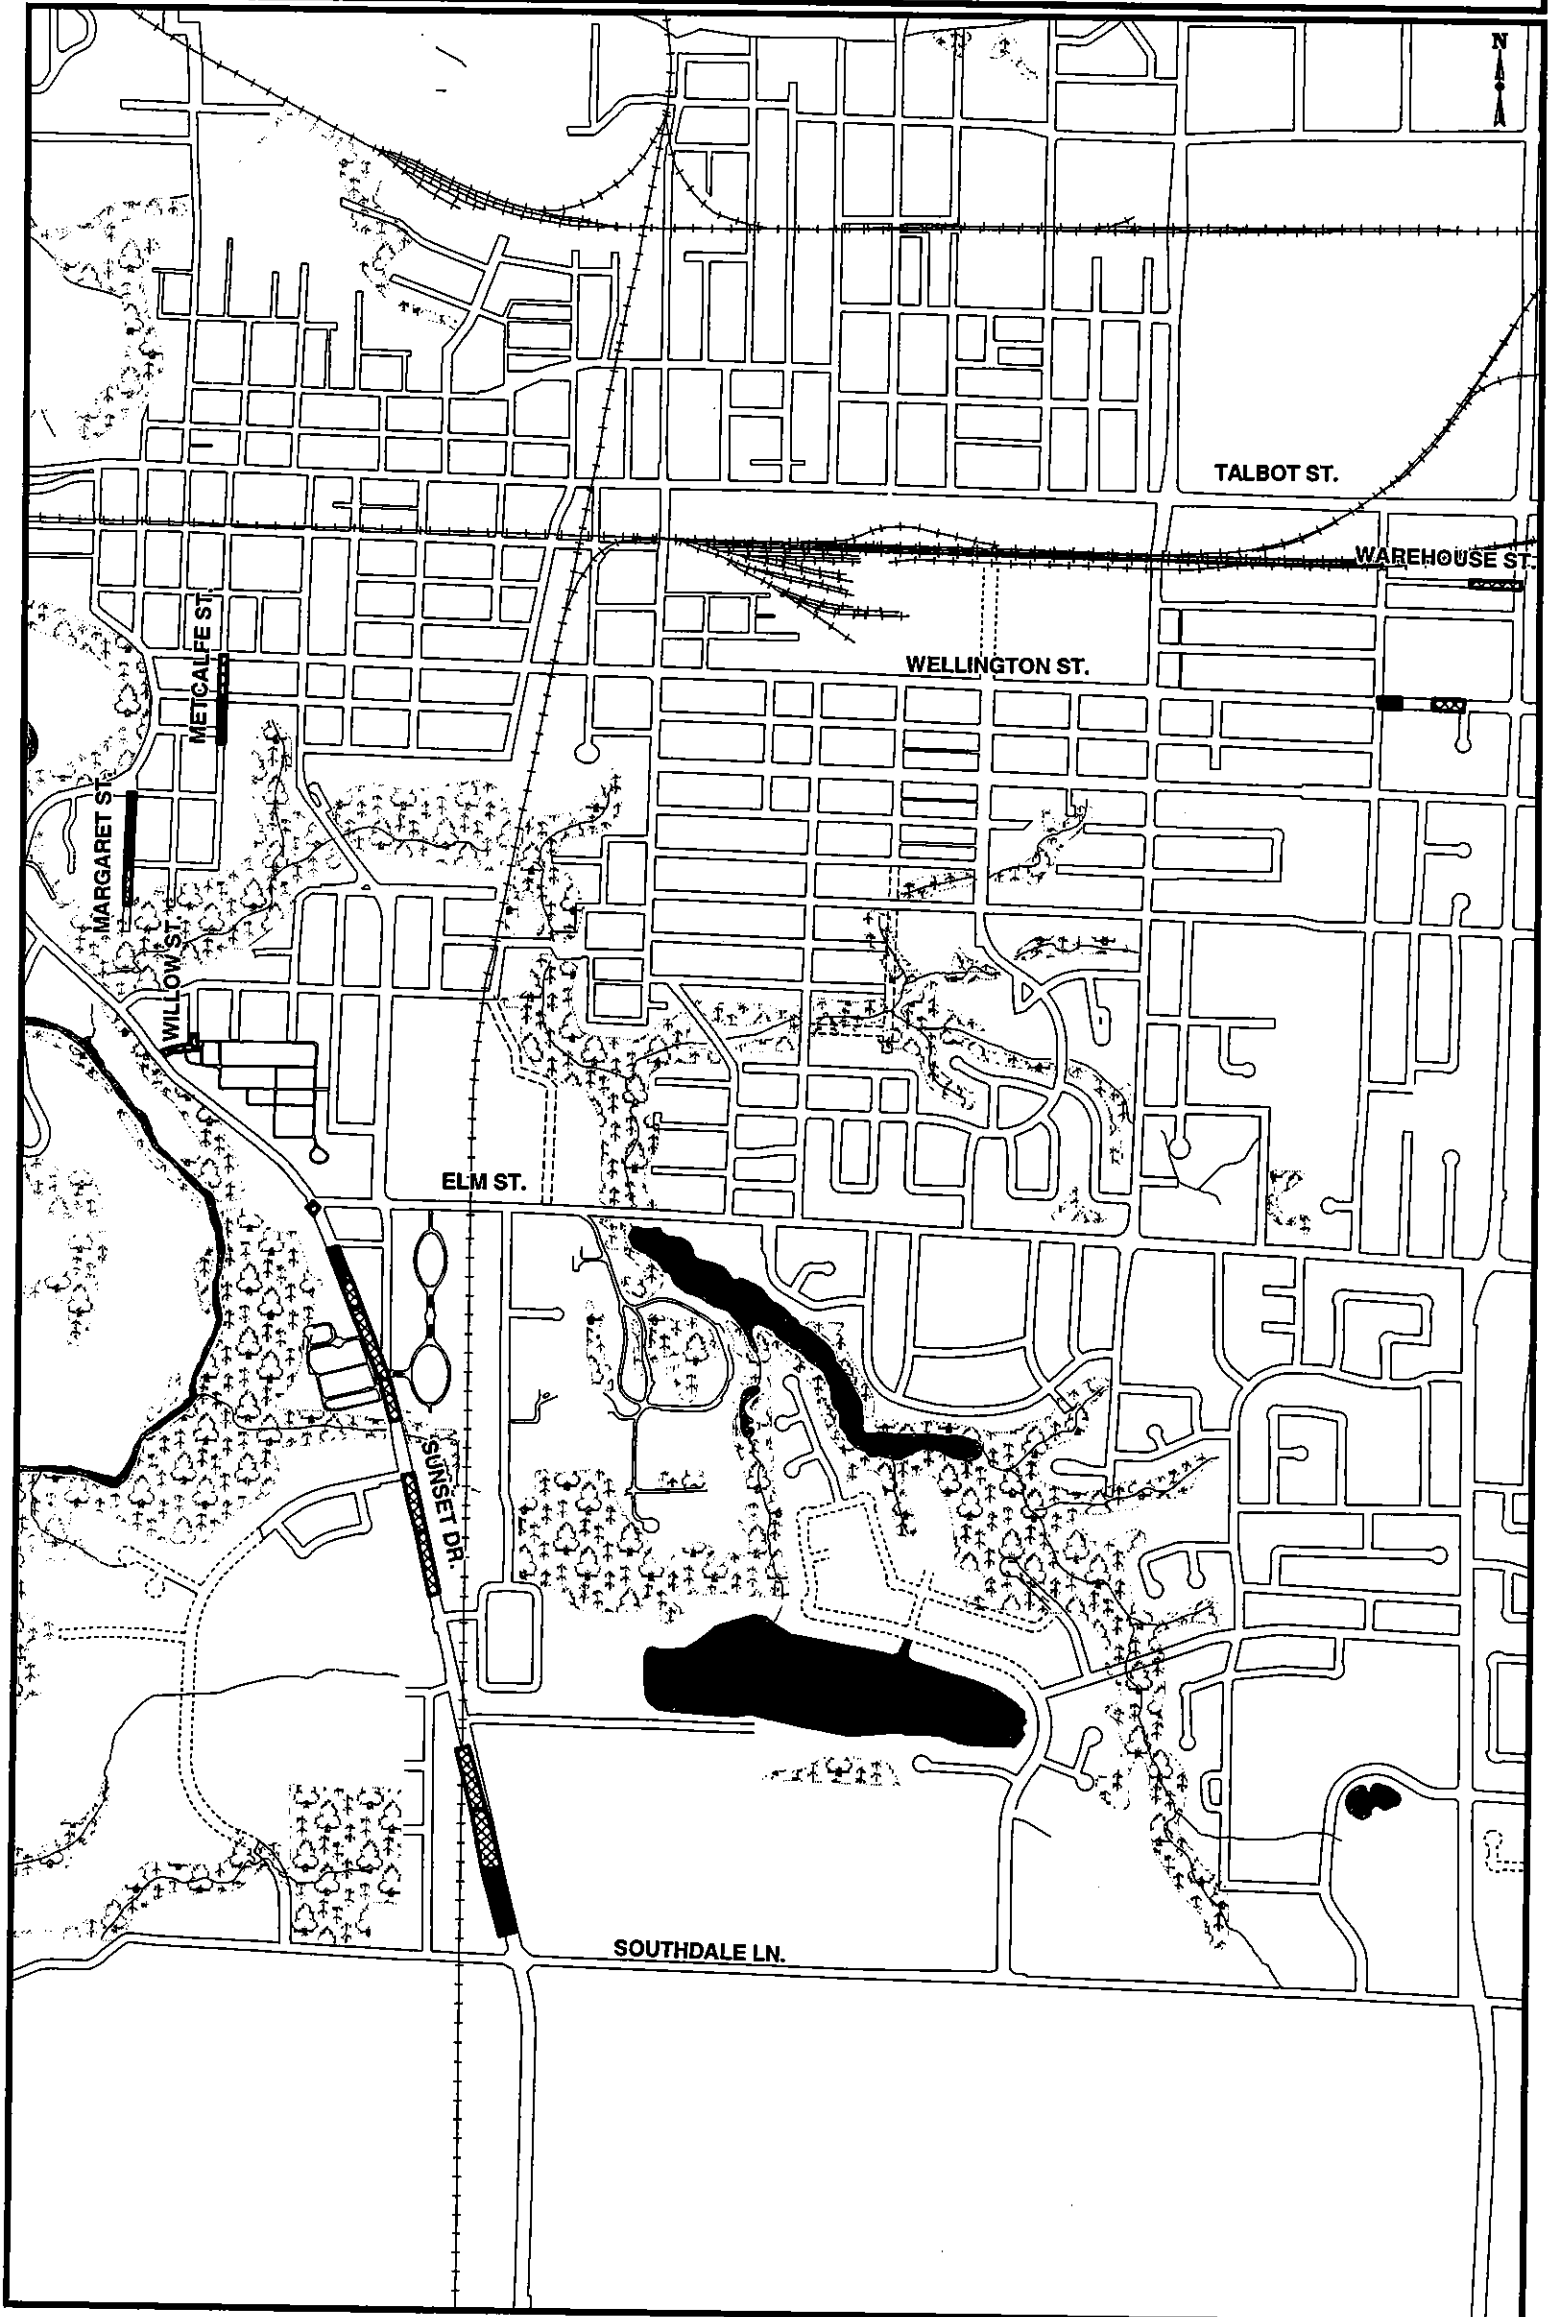 N
TALBOT ST.
WAREHOUSE ST.
METCALFE ST.
WELLINGTON ST.
MARGARET ST.
WILLOW ST.
ELM ST.
SUNSET DR.
SOUTHDALE LN.